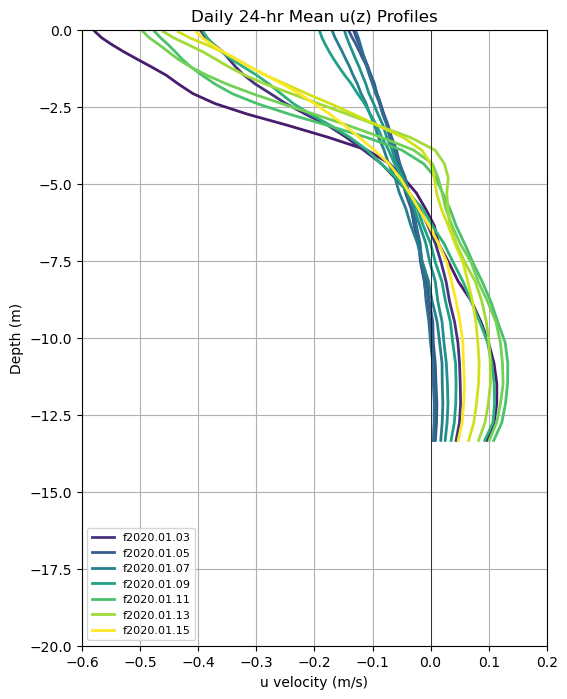 Daily 24-hr Mean u(z) Profiles
Depth (m)
0.0
−2.5
−5.0
−7.5
−10.0
−12.5
−15.0
−17.5
−20.0
f2020.01.03
f2020.01.05
f2020.01.07
f2020.01.09
f2020.01.11
f2020.01.13
f2020.01.15
−0.6 −0.5 −0.4 −0.3 −0.2 −0.1 0.0 0.1 0.2
u velocity (m/s)